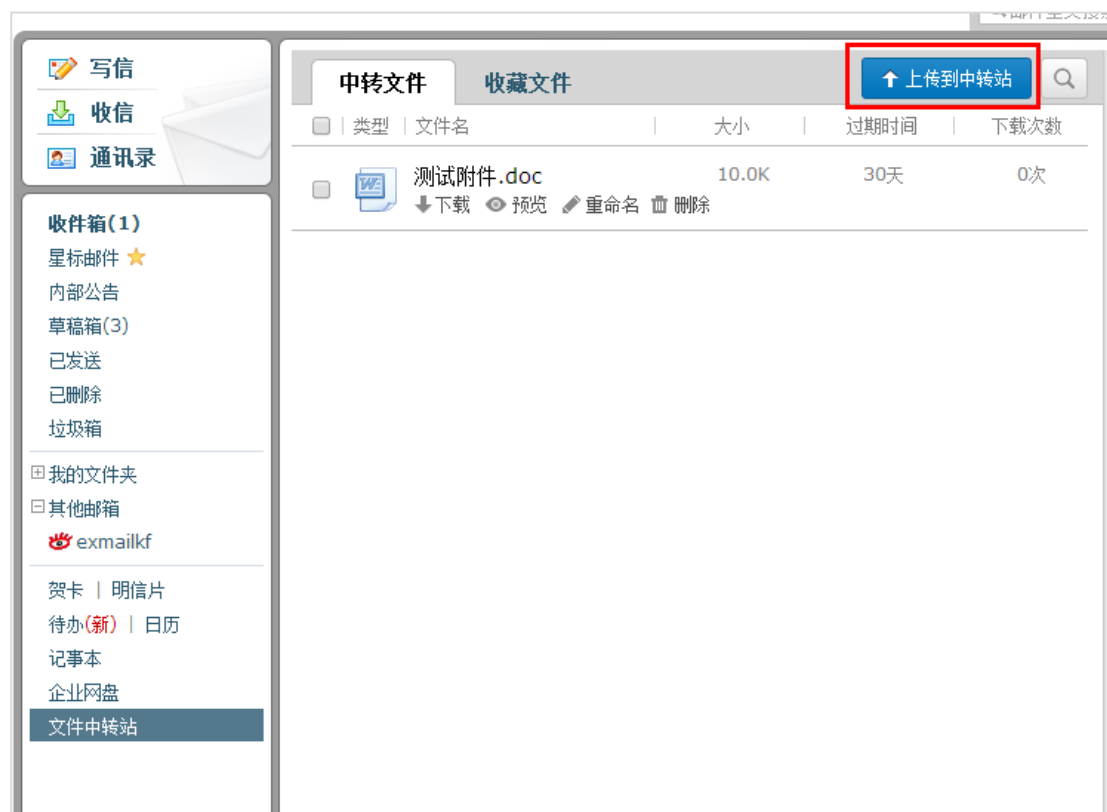 写信
收信
通讯录
收件箱(1)
星标邮件
内部公告
草稿箱(3)
已发送
已删除
垃圾箱
我的文件夹
其他邮箱
exmailkf
贺卡 | 明信片
待办(新) | 日历
记事本
企业网盘
文件中转站
中转文件 收藏文件 上传到中转站
类型 文件名 大小 过期时间 下载次数
测试附件.doc 10.0K 30天 0次
下载 预览 重命名 删除